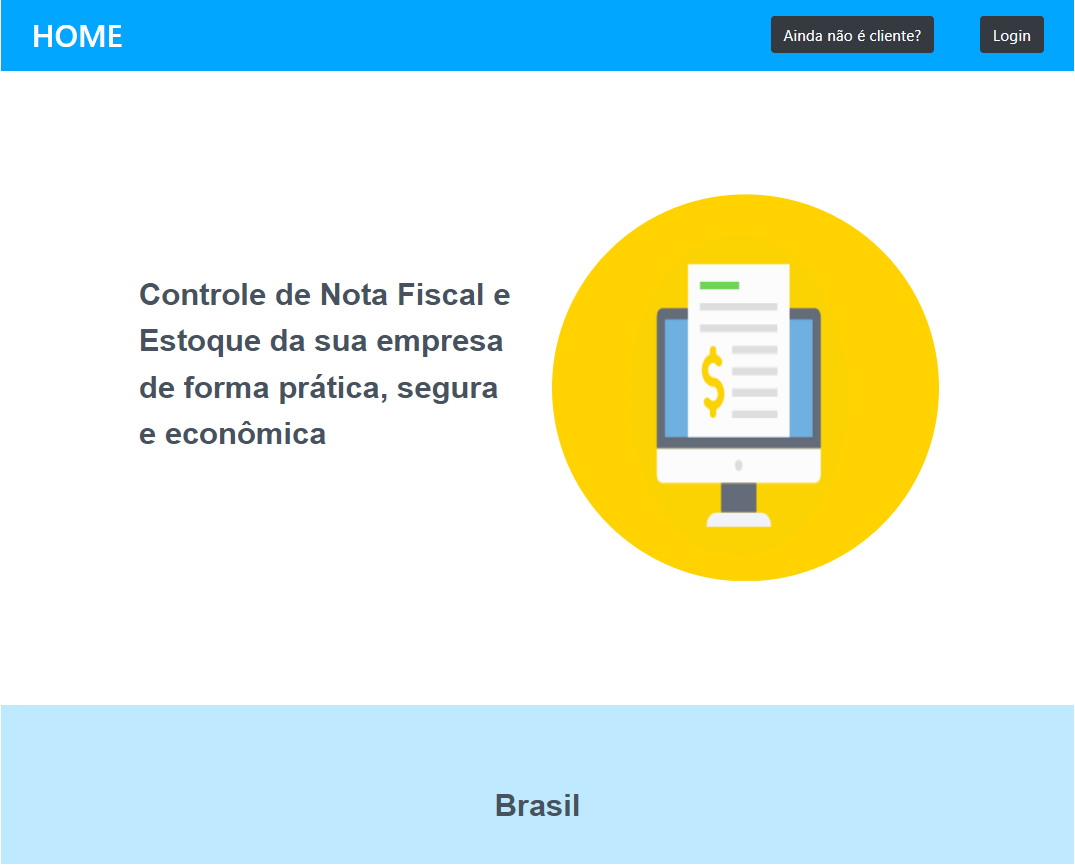 HOME
Ainda não é cliente?
Login
Controle de Nota Fiscal e
Estoque da sua empresa
de forma prática, segura
e econômica
$
Brasil